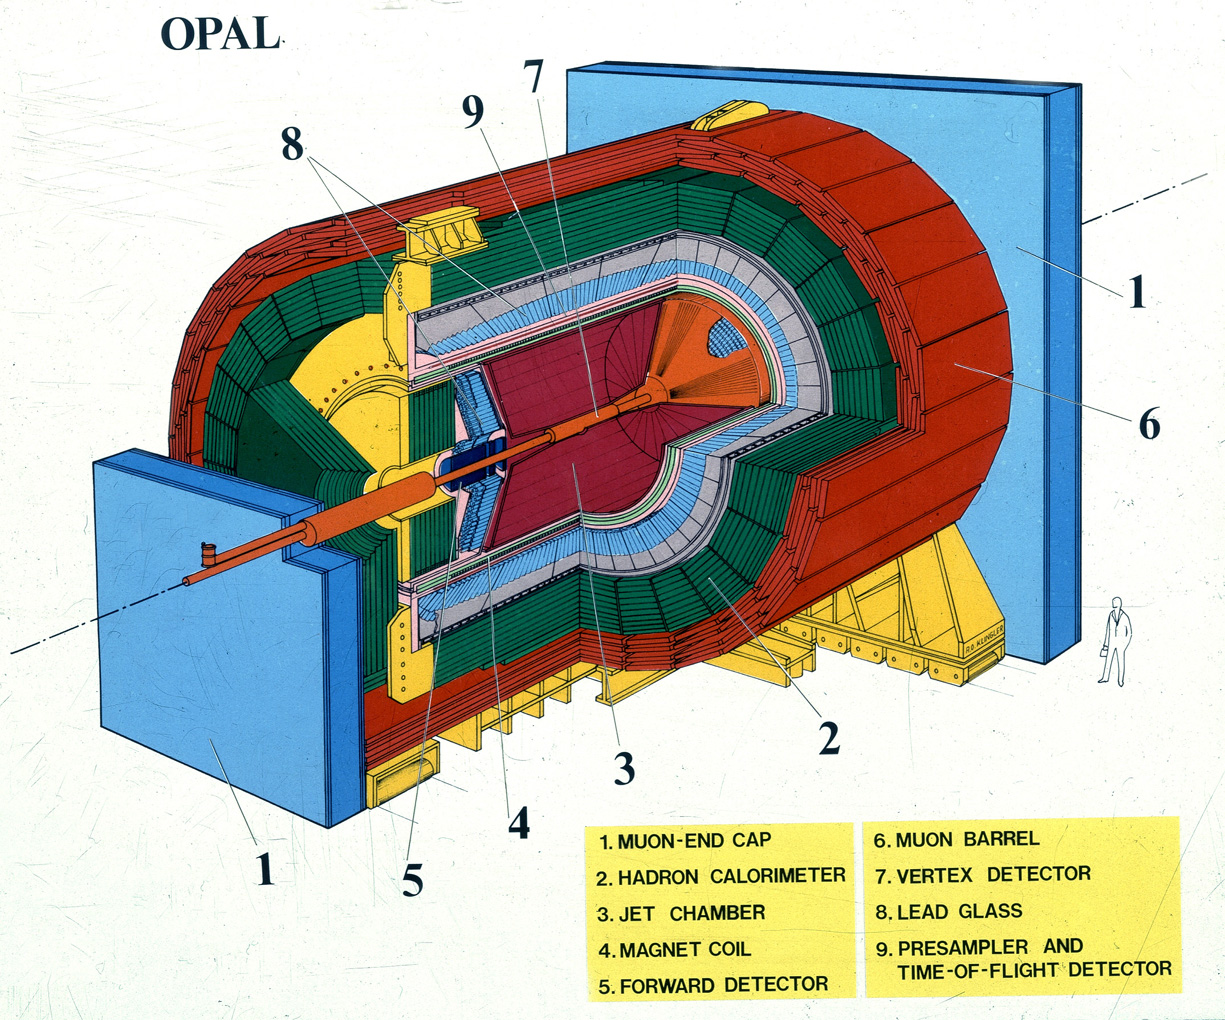 OPAL
7
9
8
1
6
2
3
4
5
1
R.D. KLINGLER
1. MUON-END CAP
2. HADRON CALORIMETER
3. JET CHAMBER
4. MAGNET COIL
5. FORWARD DETECTOR
6. MUON BARREL
7. VERTEX DETECTOR
8. LEAD GLASS
9. PRESAMPLER AND
TIME-OF-FLIGHT DETECTOR